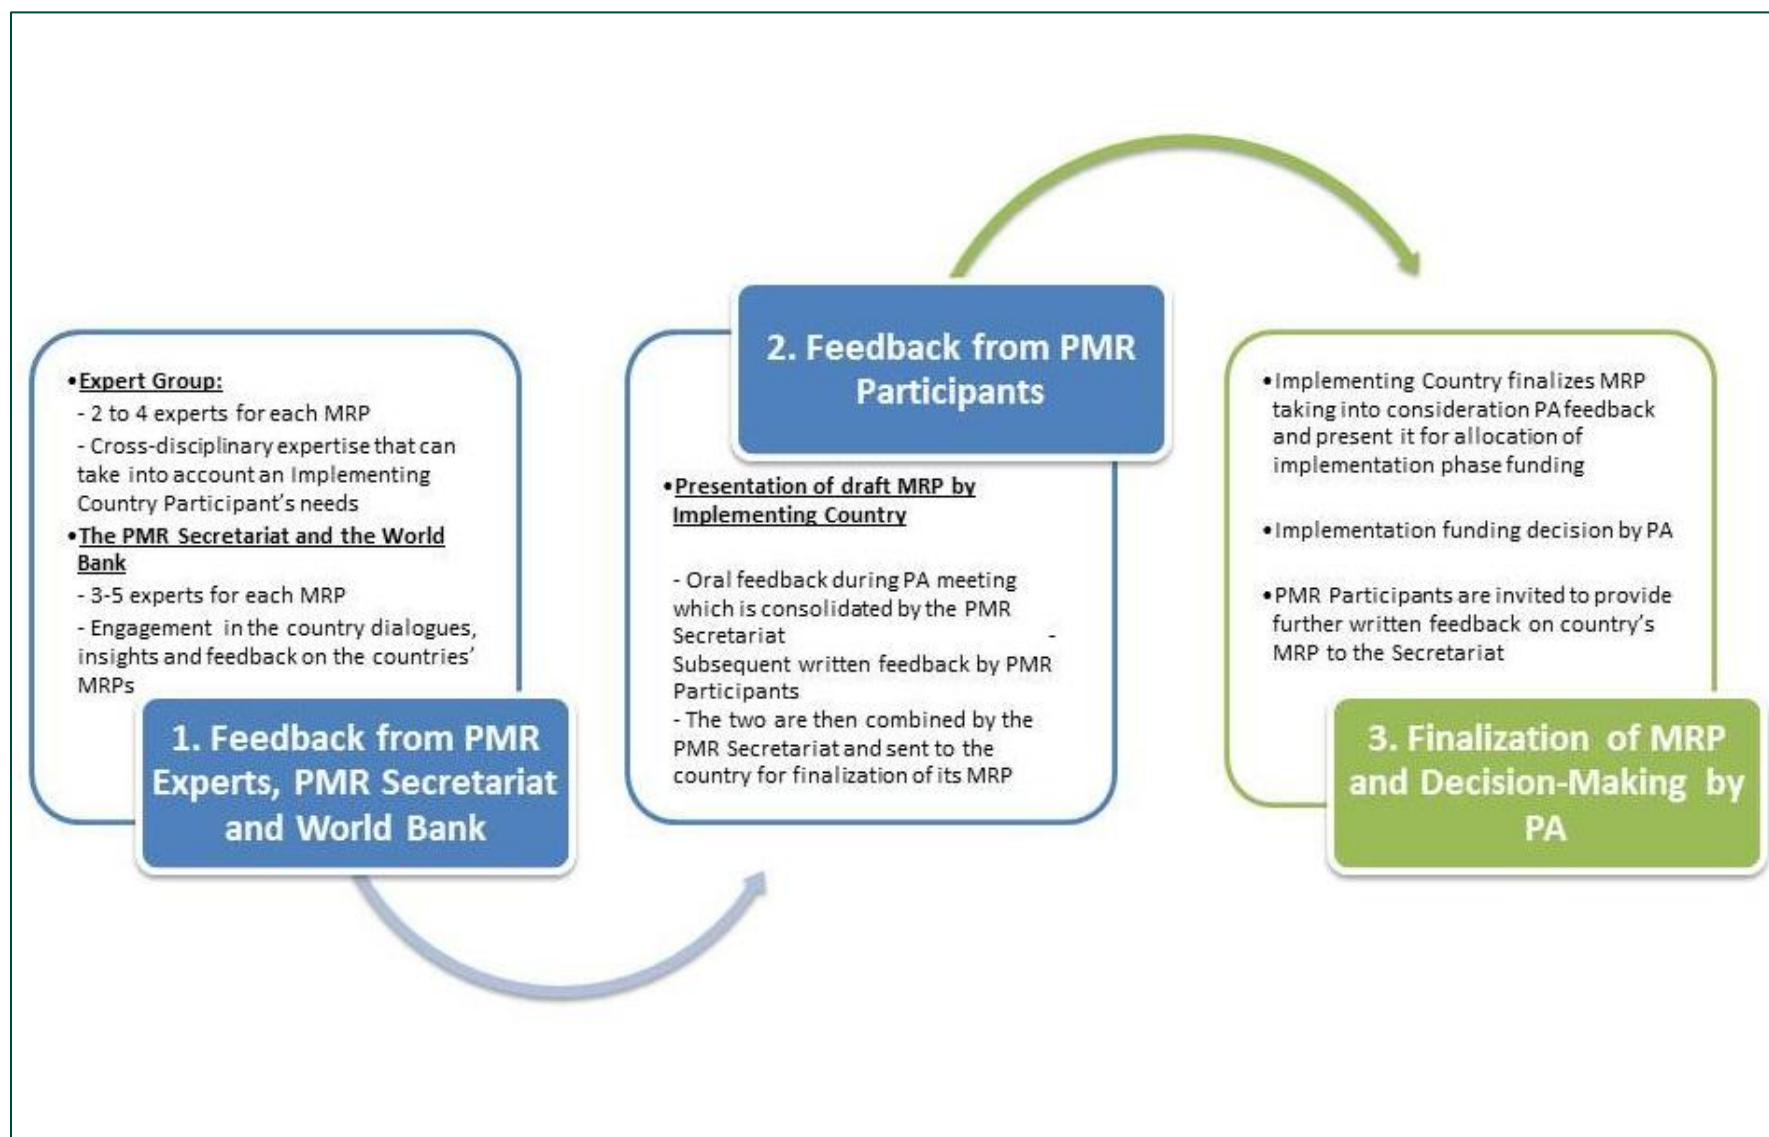 •Expert Group:
- 2 to 4 experts for each MRP
- Cross-disciplinary expertise that can
take into account an Implementing
Country Participant's needs
•The PMR Secretariat and the World
Bank
- 3-5 experts for each MRP
- Engagement in the country dialogues,
insights and feedback on the countries'
MRPs
1. Feedback from PMR
Experts, PMR Secretariat
and World Bank
2. Feedback from PMR
Participants
•Presentation of draft MRP by
Implementing Country
- Oral feedback during PA meeting
which is consolidated by the PMR
Secretariat -
Subsequent written feedback by PMR
Participants
- The two are then combined by the
PMR Secretariat and sent to the
country for finalization of its MRP
•Implementing Country finalizes MRP
taking into consideration PA feedback
and present it for allocation of
implementation phase funding
•Implementation funding decision by PA
•PMR Participants are invited to provide
further written feedback on country's
MRP to the Secretariat
3. Finalization of MRP
and Decision-Making by
PA